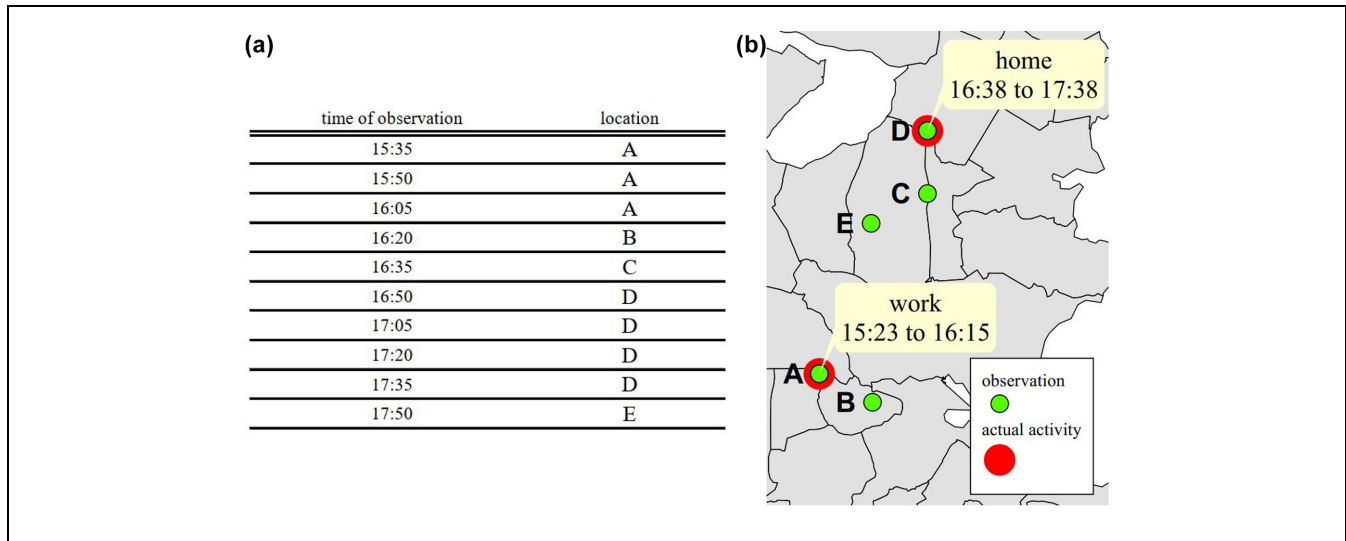 (a)
time of observation location
15:35 A
15:50 A
16:05 A
16:20 B
16:35 C
16:50 D
17:05 D
17:20 D
17:35 D
17:50 E
(b)
home
16:38 to 17:38
D
C
E
work
15:23 to 16:15
A
B
observation
actual activity